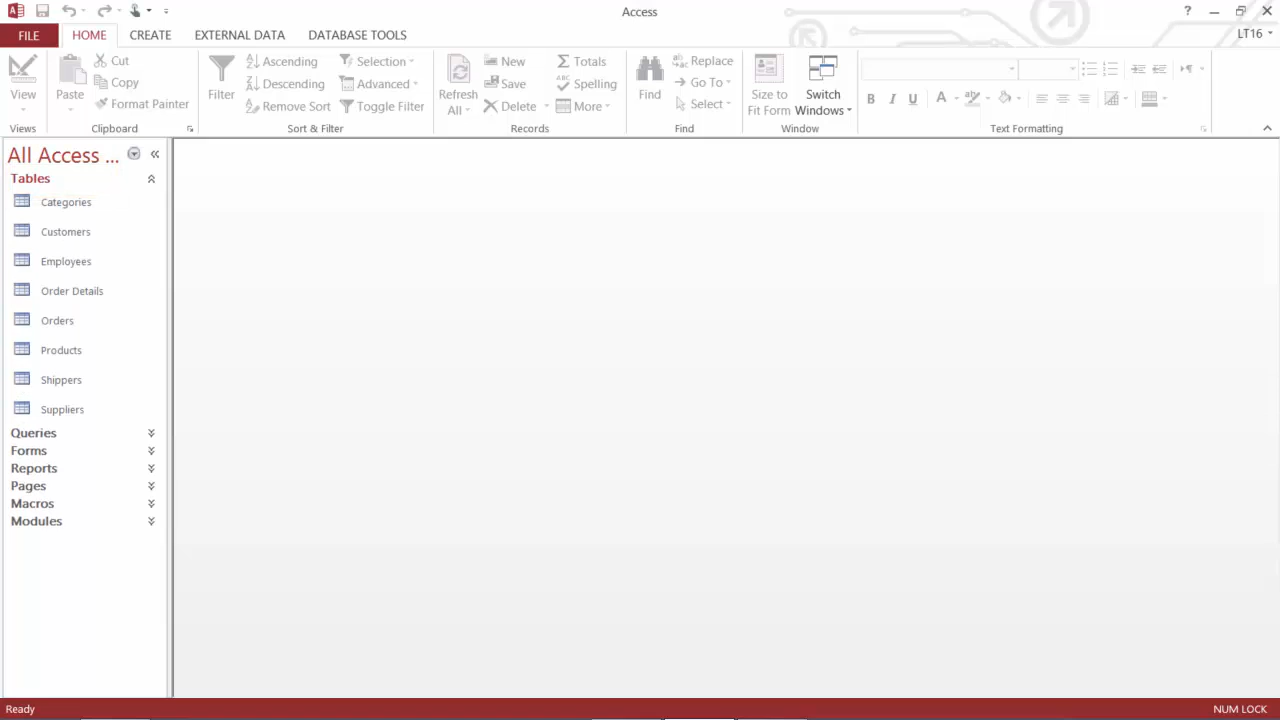 Access
? LT16
FILE HOME CREATE EXTERNAL DATA DATABASE TOOLS
View
Views
Paste
Cut
Copy
Format Painter
Clipboard
Filter
Ascending
Descending
Remove Sort
Selection
Advanced
Toggle Filter
Sort & Filter
Refresh
All
New
Save
Delete
Totals
Spelling
More
Records
Find
Replace
Go To
Select
Find
Size to
Fit Form
Switch
Windows
Window
B I U A
Text Formatting
All Access ...
Tables
Categories
Customers
Employees
Order Details
Orders
Products
Shippers
Suppliers
Queries
Forms
Reports
Pages
Macros
Modules
Ready
NUM LOCK